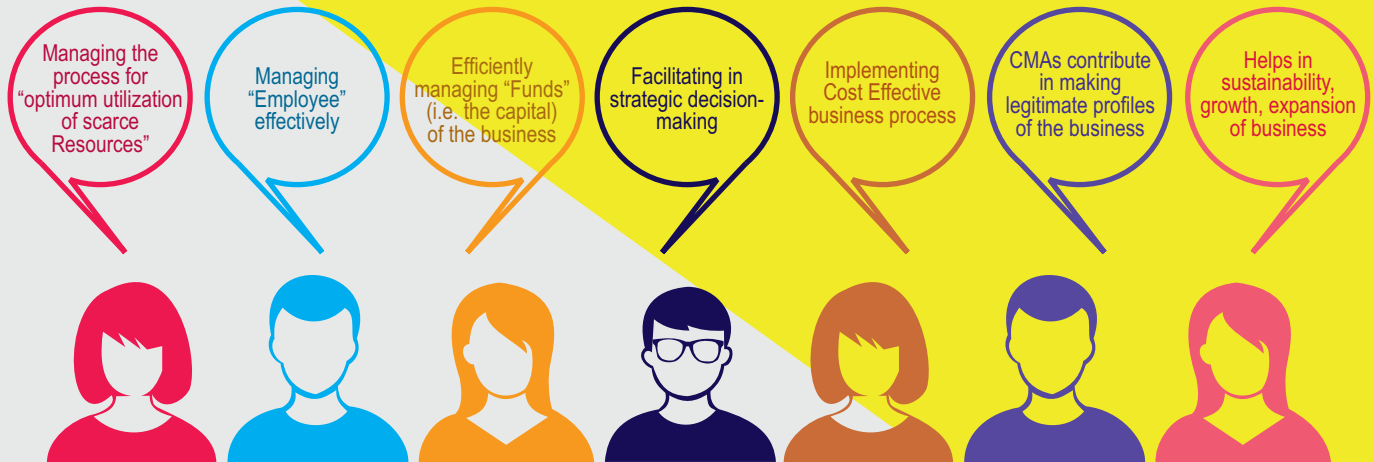 Managing the
process for
“optimum utilization
of scarce
Resources”
Managing
“Employee”
effectively
Efficiently
managing “Funds”
(i.e. the capital)
of the business
Facilitating in
strategic decision-
making
Implementing
Cost Effective
business process
CMAs contribute
in making
legitimate profiles
of the business
Helps in
sustainability,
growth, expansion
of business